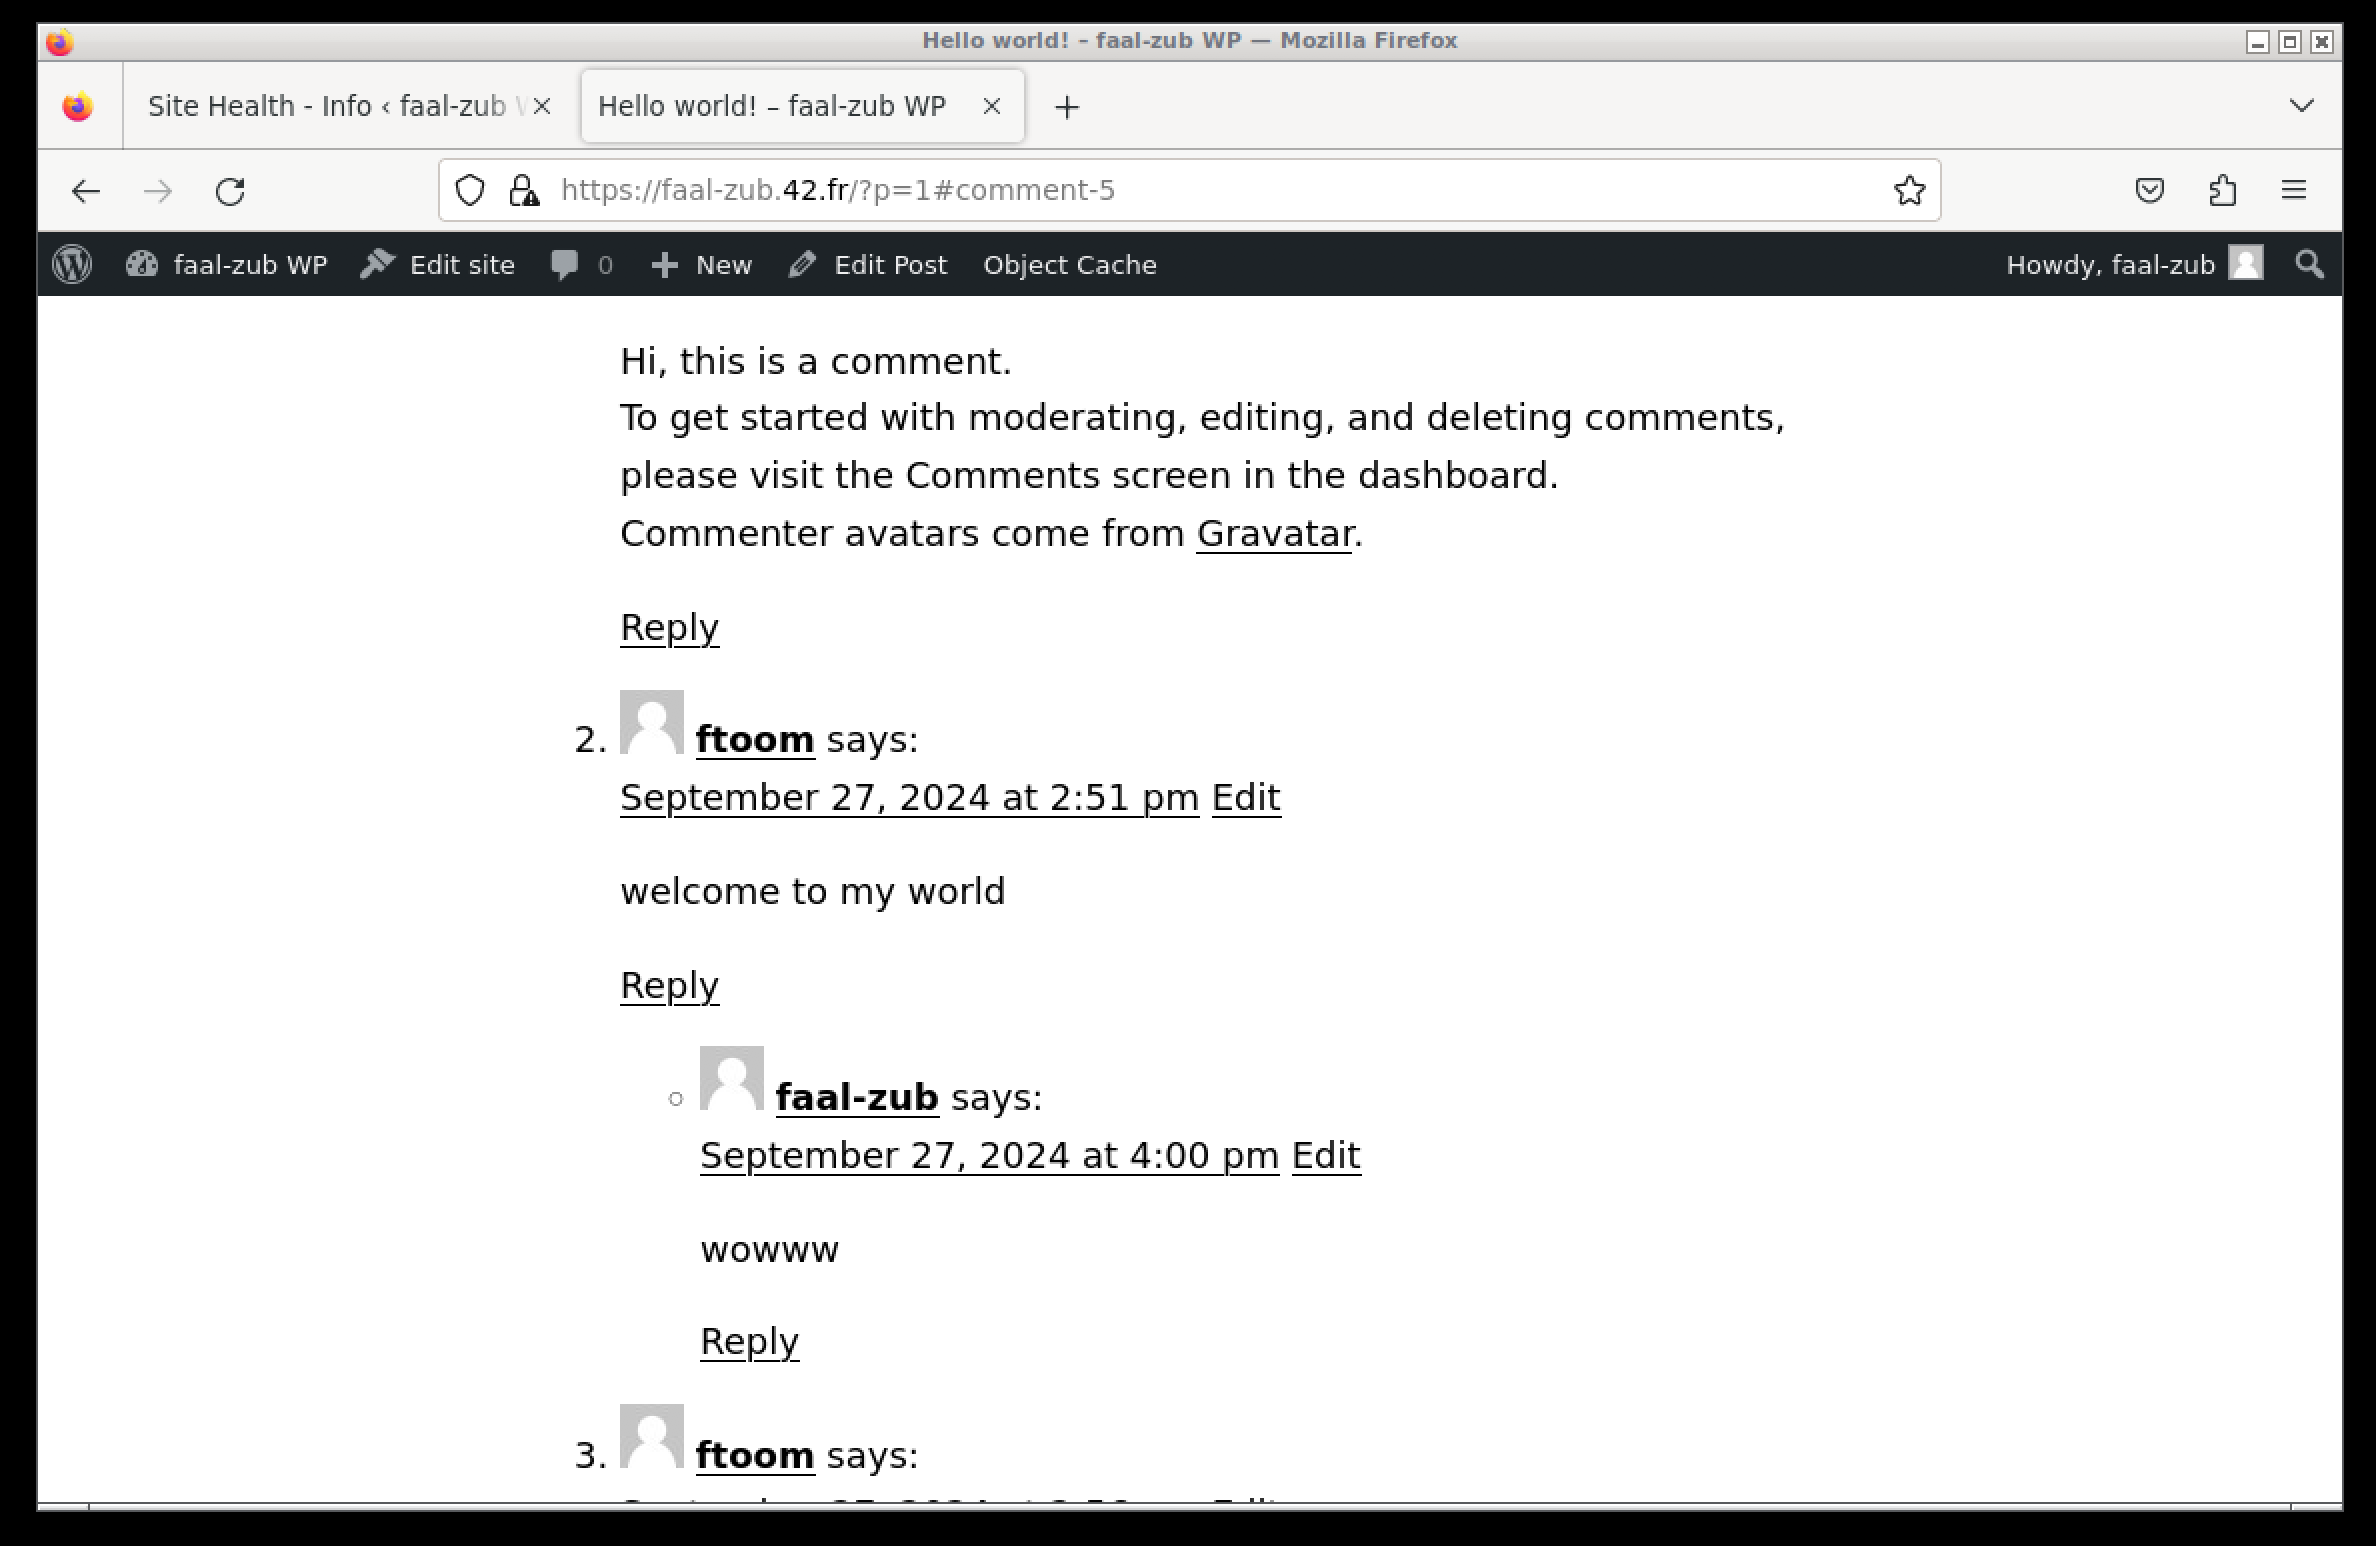 Hello world! – faal-zub WP — Mozilla Firefox
Site Health - Info ‹ faal-zub
Hello world! – faal-zub WP
https://faal-zub.42.fr/?p=1#comment-5
faal-zub WP Edit site 0 New Edit Post Object Cache Howdy, faal-zub
Hi, this is a comment.
To get started with moderating, editing, and deleting comments,
please visit the Comments screen in the dashboard.
Commenter avatars come from Gravatar.
Reply
2. ftoom says:
September 27, 2024 at 2:51 pm Edit
welcome to my world
Reply
faal-zub says:
September 27, 2024 at 4:00 pm Edit
wowww
Reply
3. ftoom says: